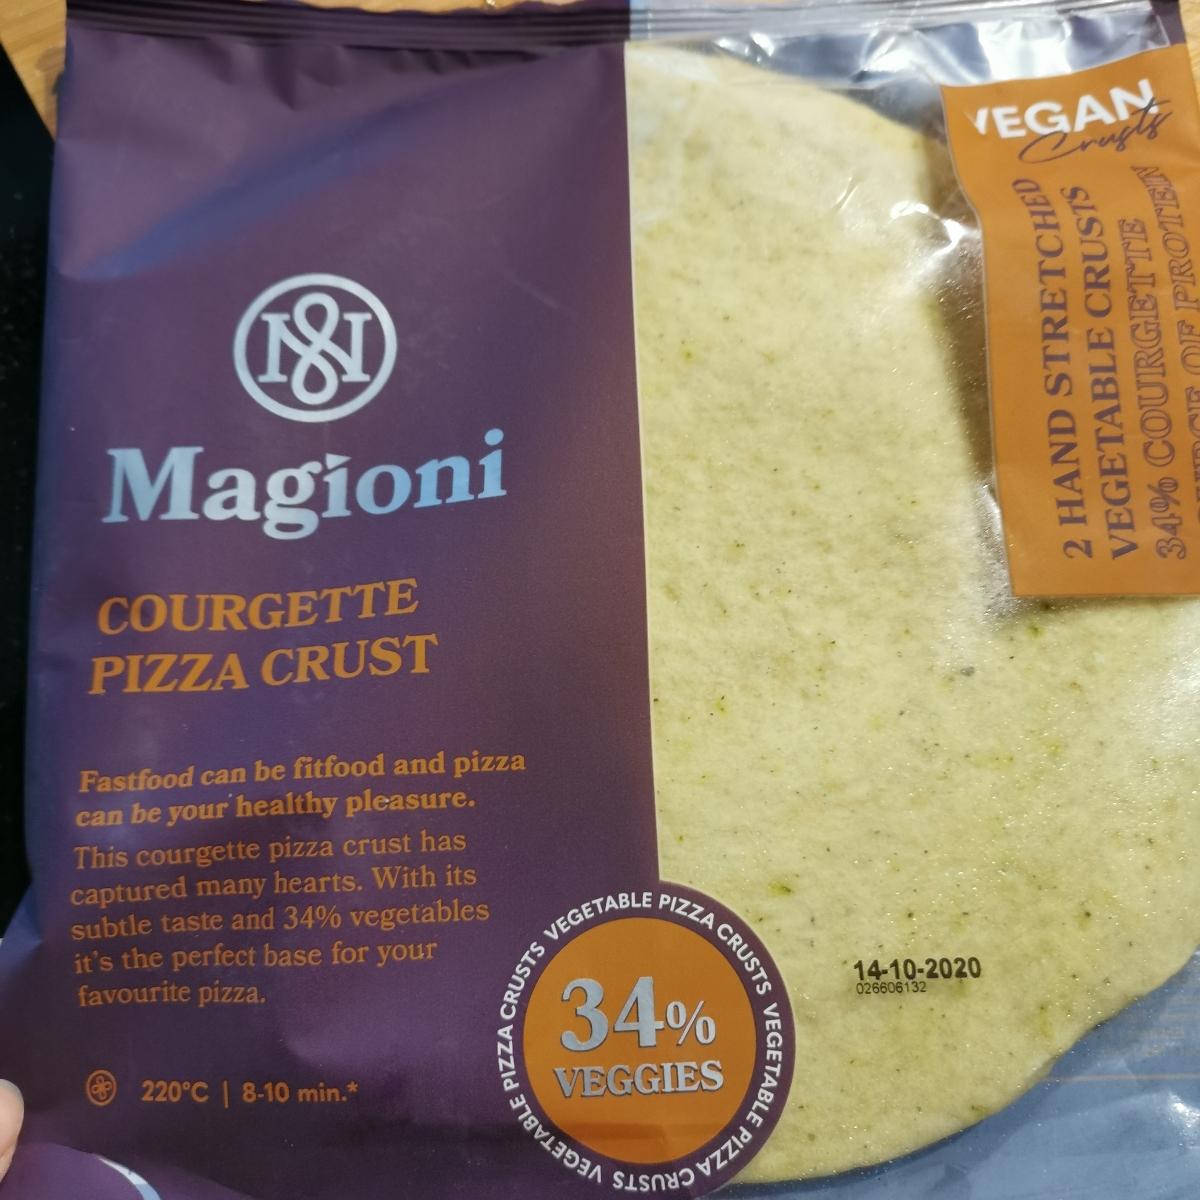 Magioni
COURGETTE
PIZZA CRUST
Fastfood can be fitfood and pizza
can be your healthy pleasure.
This courgette pizza crust has
captured many hearts. With its
subtle taste and 34% vegetables
it's the perfect base for your
favourite pizza.
220°C | 8-10 min.*
VEGETABLE PIZZA CRUSTS VEGETABLE PIZZA CRUSTS VEGETABLE PIZZA CRUSTS
34%
VEGGIES
14-10-2020
026606132
VEGAN
Crusts
2 HAND STRETCHED
VEGETABLE CRUSTS
34% COURGETTE
OF PROTEIN